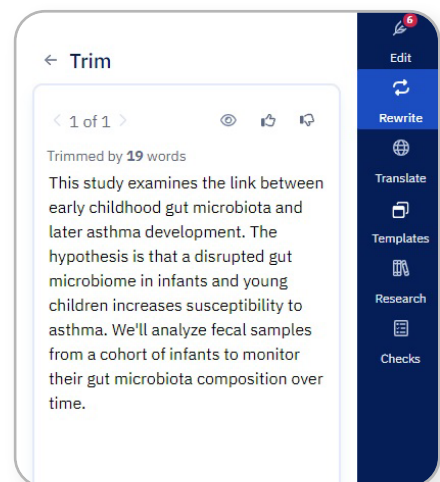 ← Trim
< 1 of 1 >
Trimmed by 19 words
This study examines the link between
early childhood gut microbiota and
later asthma development. The
hypothesis is that a disrupted gut
microbiome in infants and young
children increases susceptibility to
asthma. We'll analyze fecal samples
from a cohort of infants to monitor
their gut microbiota composition over
time.
6
Edit
Rewrite
Translate
Templates
Research
Checks